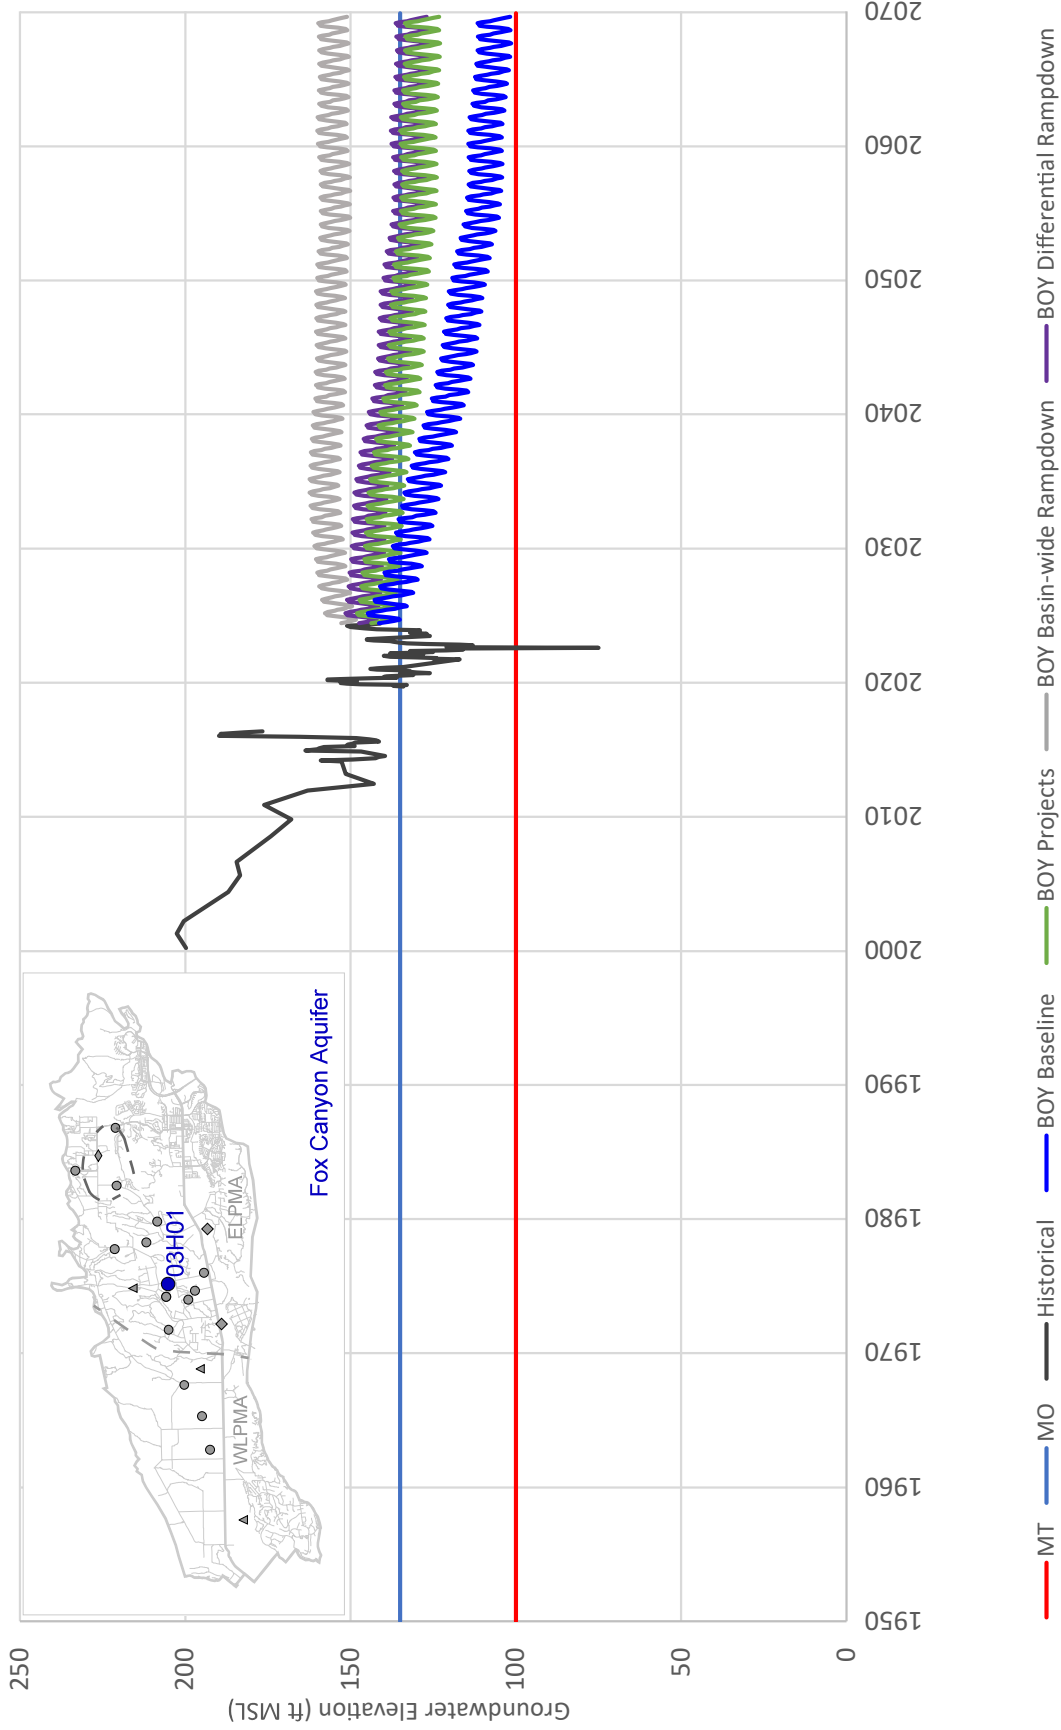 Groundwater Elevation (ft MSL)
250
200
150
100
50
0
1950
1960
1970
1980
1990
2000
2010
2020
2030
2040
2050
2060
2070
WLPMA
ELPMA
03H01
Fox Canyon Aquifer
MT
MO
Historical
BOY Baseline
BOY Projects
BOY Basin-wide Rampdown
BOY Differential Rampdown